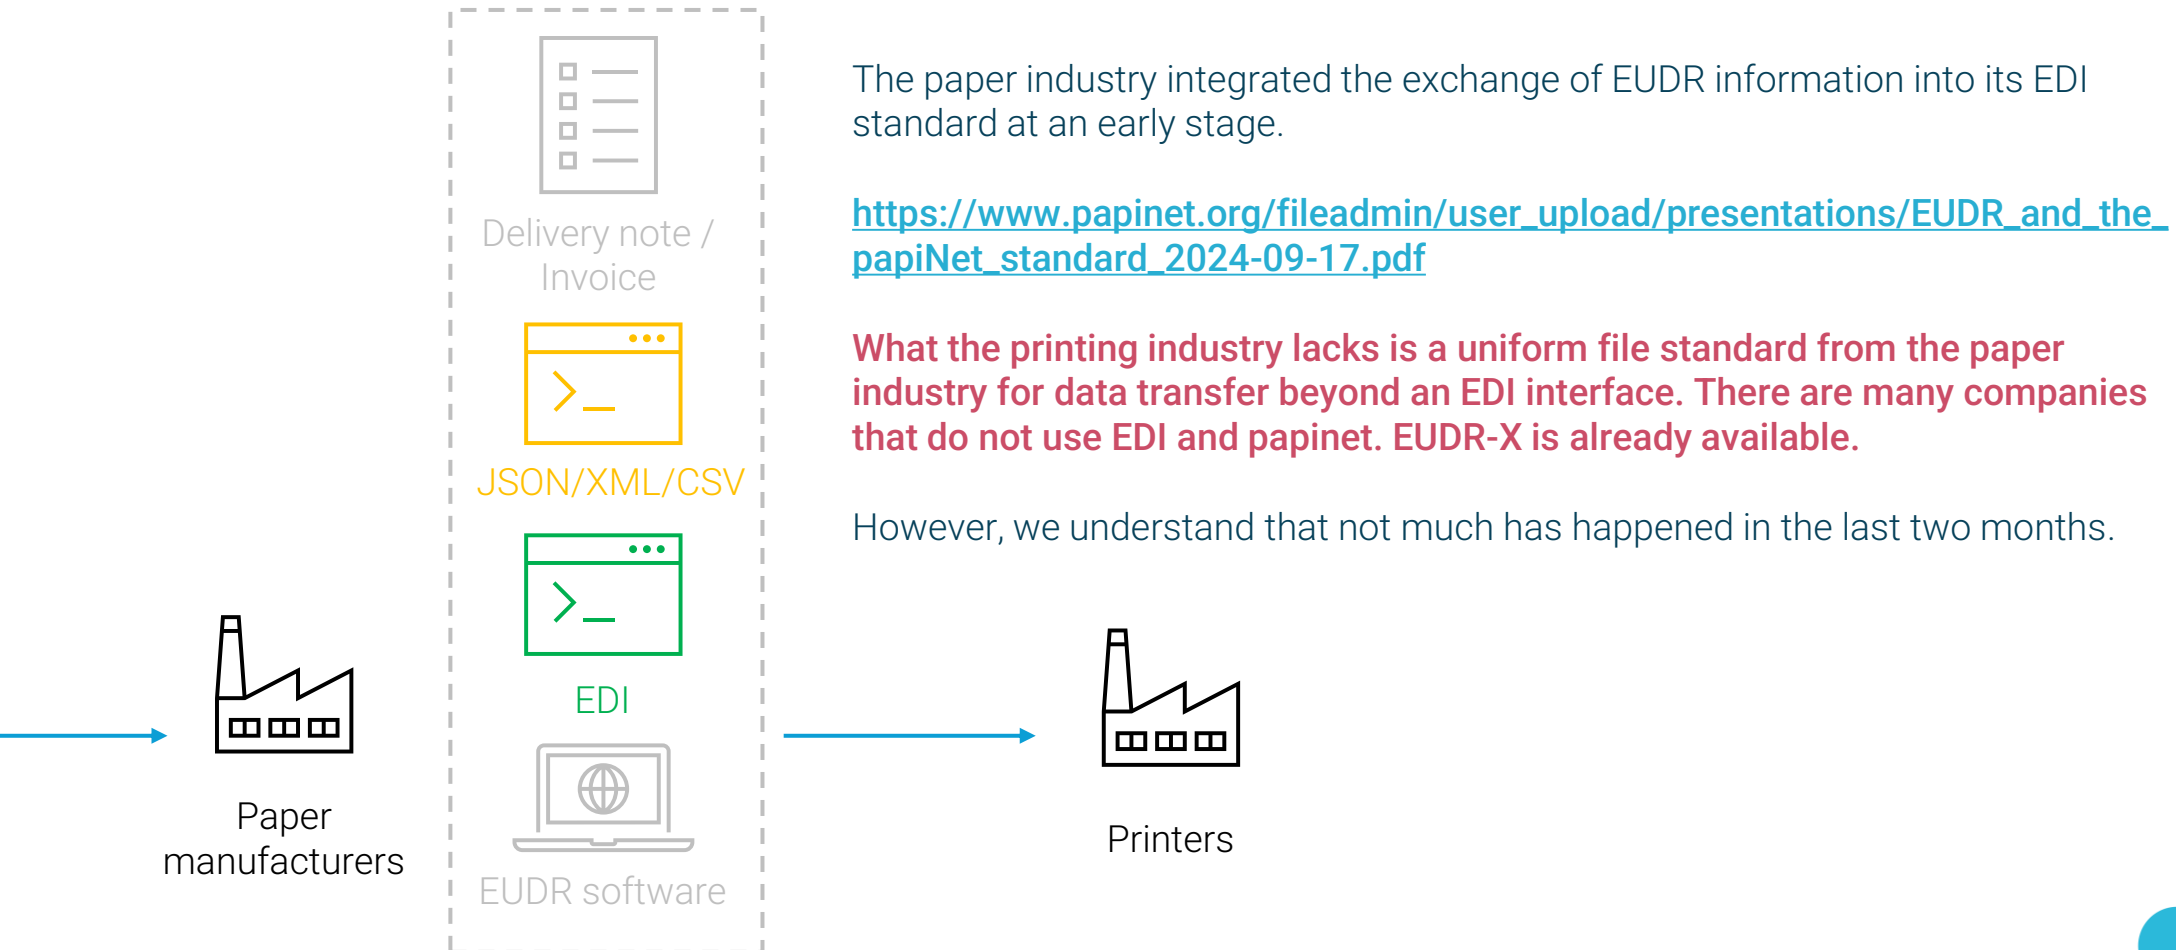 Delivery note /
Invoice
JSON/XML/CSV
EDI
EUDR software
Paper
manufacturers
Printers
The paper industry integrated the exchange of EUDR information into its EDI
standard at an early stage.
https://www.papinet.org/fileadmin/user_upload/presentations/EUDR_and_the_
papiNet_standard_2024-09-17.pdf
What the printing industry lacks is a uniform file standard from the paper
industry for data transfer beyond an EDI interface. There are many companies
that do not use EDI and papinet. EUDR-X is already available.
However, we understand that not much has happened in the last two months.